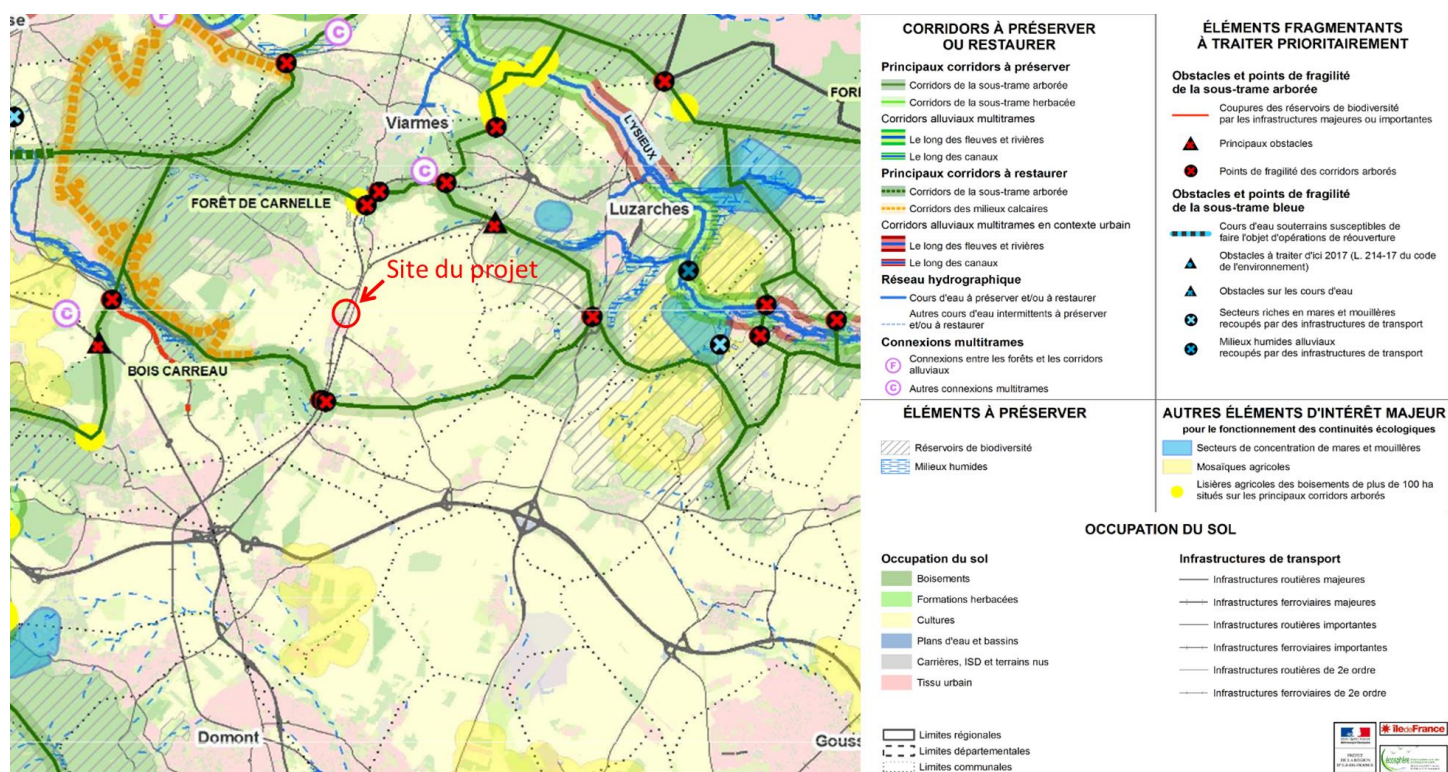 se
F
C
FORÊ
Viarmes
L'YSIEUX
C
FORÊT DE CARNELLE
Luzarches
Site du projet
C
BOIS CARREAU
Domont
Gouss
CORRIDORS À PRÉSERVER
OU RESTAURER
Principaux corridors à préserver
Corridors de la sous-trame arborée
Corridors de la sous-trame herbacée
Corridors alluviaux multitrames
Le long des fleuves et rivières
Le long des canaux
Principaux corridors à restaurer
Corridors de la sous-trame arborée
Corridors des milieux calcaires
Corridors alluviaux multitrames en contexte urbain
Le long des fleuves et rivières
Le long des canaux
Réseau hydrographique
Cours d'eau à préserver et/ou à restaurer
Autres cours d'eau intermittents à préserver
et/ou à restaurer
Connexions multitrames
F
Connexions entre les forêts et les corridors
alluviaux
C
Autres connexions multitrames
ÉLÉMENTS FRAGMENTANTS
À TRAITER PRIORITAIREMENT
Obstacles et points de fragilité
de la sous-trame arborée
Coupures des réservoirs de biodiversité
par les infrastructures majeures ou importantes
Principaux obstacles
Points de fragilité des corridors arborés
Obstacles et points de fragilité
de la sous-trame bleue
Cours d'eau souterrains susceptibles de
faire l'objet d'opérations de réouverture
Obstacles à traiter d'ici 2017 (L. 214-17 du code
de l'environnement)
Obstacles sur les cours d'eau
Secteurs riches en mares et mouillères
recoupés par des infrastructures de transport
Milieux humides alluviaux
recoupés par des infrastructures de transport
ÉLÉMENTS À PRÉSERVER
Réservoirs de biodiversité
Milieux humides
AUTRES ÉLÉMENTS D'INTÉRÊT MAJEUR
pour le fonctionnement des continuités écologiques
Secteurs de concentration de mares et mouillères
Mosaïques agricoles
Lisières agricoles des boisements de plus de 100 ha
situés sur les principaux corridors arborés
OCCUPATION DU SOL
Occupation du sol
Boisements
Formations herbacées
Cultures
Plans d'eau et bassins
Carrières, ISD et terrains nus
Tissu urbain
Infrastructures de transport
Infrastructures routières majeures
Infrastructures ferroviaires majeures
Infrastructures routières importantes
Infrastructures ferroviaires importantes
Infrastructures routières de 2e ordre
Infrastructures ferroviaires de 2e ordre
Limites régionales
Limites départementales
Limites communales
île de France